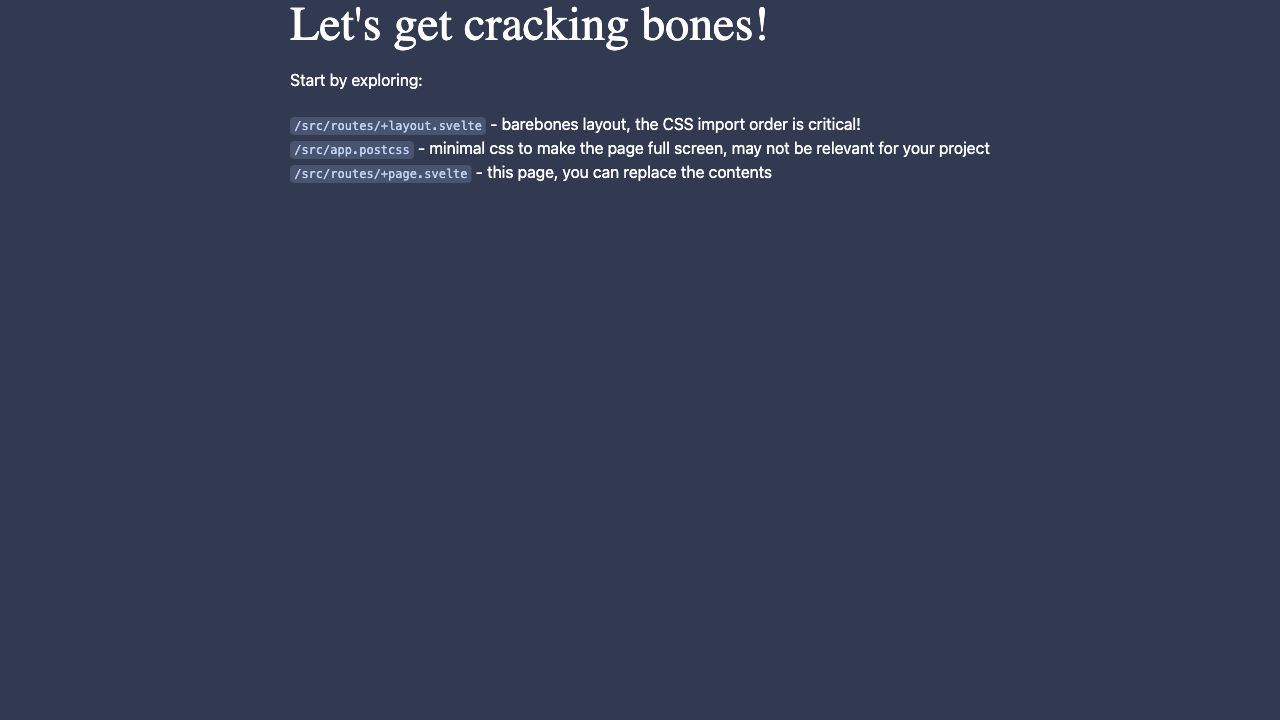 Let's get cracking bones!
Start by exploring:
/src/routes/+layout.svelte - barebones layout, the CSS import order is critical!
/src/app.postcss - minimal css to make the page full screen, may not be relevant for your project
/src/routes/+page.svelte - this page, you can replace the contents